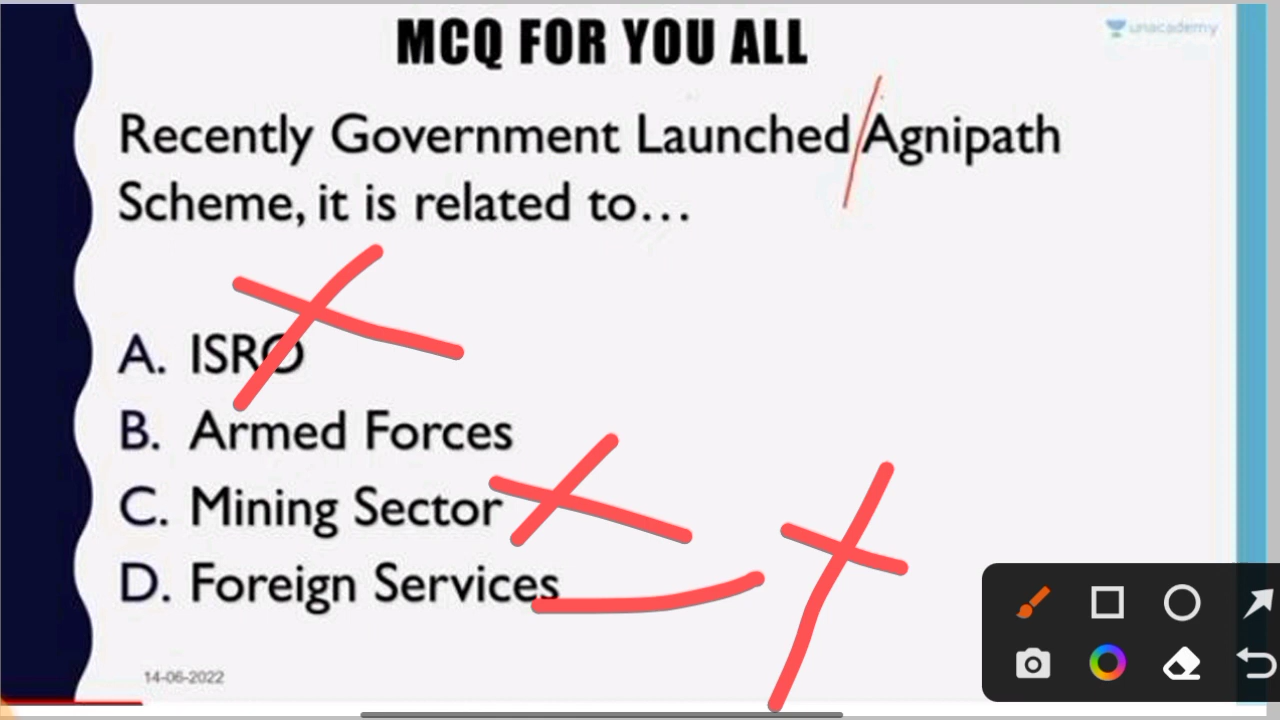 MCQ FOR YOU ALL
unacademy
Recently Government Launched Agnipath
Scheme, it is related to...
A. ISRO
B. Armed Forces
C. Mining Sector
D. Foreign Services
14-06-2022